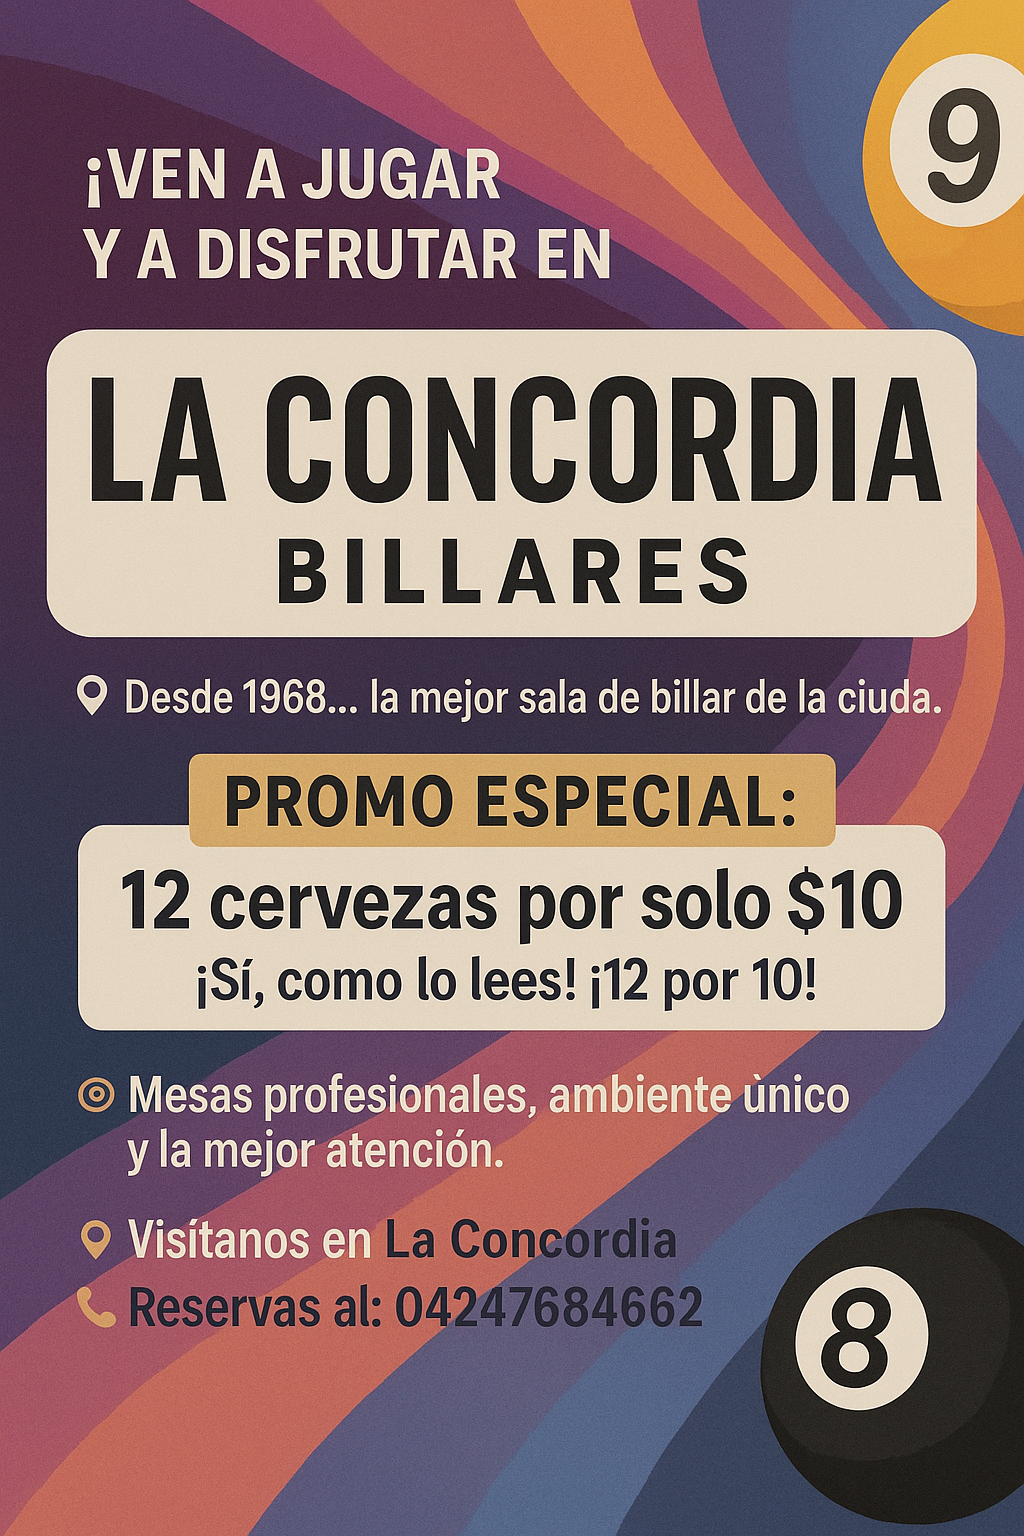 9
¡VEN A JUGAR
Y A DISFRUTAR EN
LA CONCORDIA
BILLARES
Desde 1968... la mejor sala de billar de la ciuda.
PROMO ESPECIAL:
12 cervezas por solo $10
¡Sí, como lo lees! ¡12 por 10!
Mesas profesionales, ambiente ùnico
y la mejor atención.
Visítanos en La Concordia
Reservas al: 04247684662
8